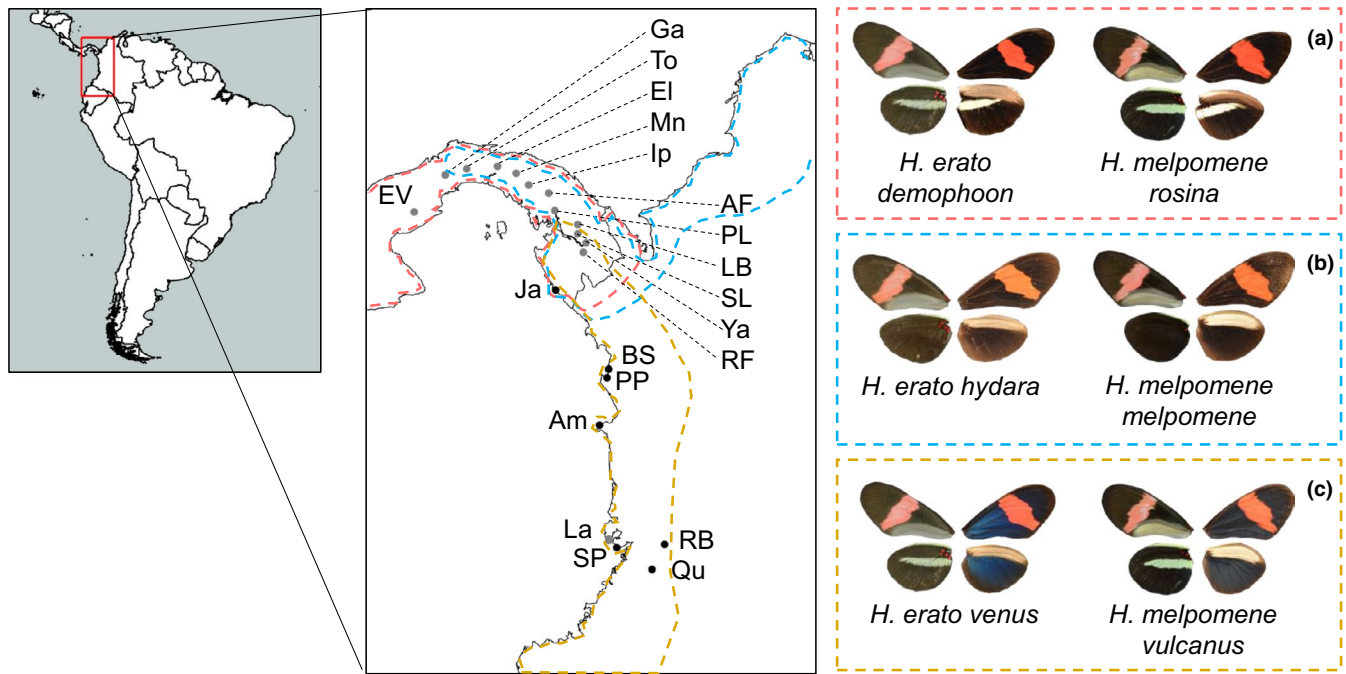 Ga
To
El
Mn
Ip
EV
AF
PL
LB
SL
Ya
RF
Ja
BS
PP
Am
La
SP
RB
Qu
(a)
H. erato
demophoon
H. melpomene
rosina
(b)
H. erato hydara
H. melpomene
melpomene
(c)
H. erato venus
H. melpomene
vulcanus